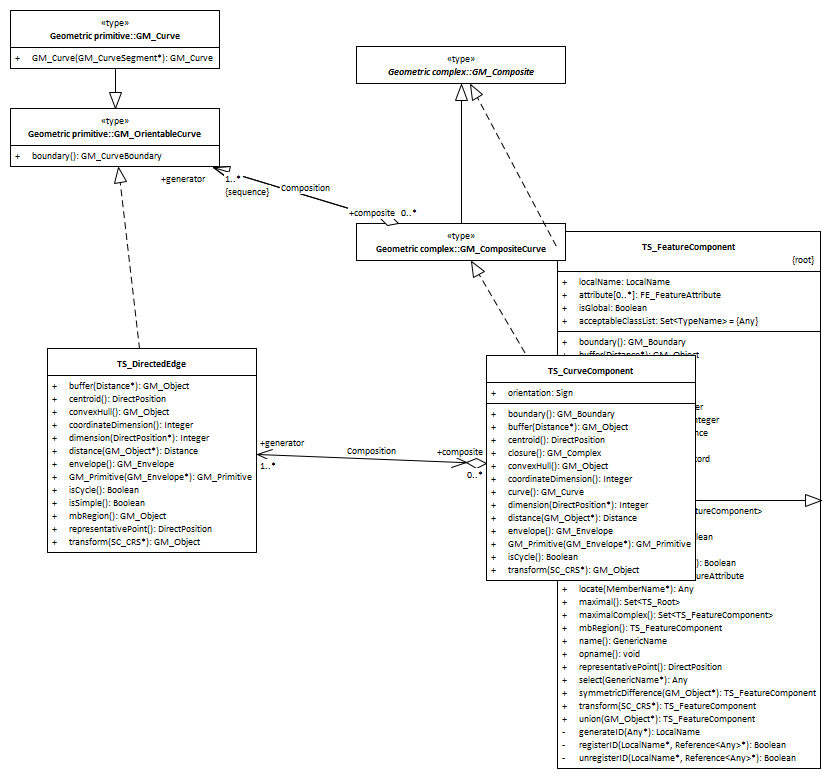 «type»
Geometric primitive::GM_Curve
+ GM_Curve(GM_CurveSegment*): GM_Curve
«type»
Geometric complex::GM_Composite
«type»
Geometric primitive::GM_OrientableCurve
+ boundary(): GM_CurveBoundary
+generator
1..*
{sequence}
Composition
+composite 0..*
«type»
Geometric complex::GM_CompositeCurve
TS_FeatureComponent
{root}
+ localName: LocalName
+ attribute[0..*]: FE_FeatureAttribute
+ isGlobal: Boolean
+ acceptableClassList: Set<TypeName> = {Any}
+ boundary(): GM_Boundary
+ buffer(Distance*): GM_Object
TS_DirectedEdge
+ buffer(Distance*): GM_Object
+ centroid(): DirectPosition
+ convexHull(): GM_Object
+ coordinateDimension(): Integer
+ dimension(DirectPosition*): Integer
+ distance(GM_Object*): Distance
+ envelope(): GM_Envelope
+ GM_Primitive(GM_Envelope*): GM_Primitive
+ isCycle(): Boolean
+ isSimple(): Boolean
+ mbRegion(): GM_Object
+ representativePoint(): DirectPosition
+ transform(SC_CRS*): GM_Object
+generator
1..*
Composition
+composite
0..*
TS_CurveComponent
+ orientation: Sign
+ boundary(): GM_Boundary
+ buffer(Distance*): GM_Object
+ centroid(): DirectPosition
+ closure(): GM_Complex
+ convexHull(): GM_Object
+ coordinateDimension(): Integer
+ curve(): GM_Curve
+ dimension(DirectPosition*): Integer
+ distance(GM_Object*): Distance
+ envelope(): GM_Envelope
+ GM_Primitive(GM_Envelope*): GM_Primitive
+ isCycle(): Boolean
+ transform(SC_CRS*): GM_Object
): Boolean
+ locate(MemberName*): Any
+ maximal(): Set<TS_Root>
+ maximalComplex(): Set<TS_FeatureComponent>
+ mbRegion(): TS_FeatureComponent
+ name(): GenericName
+ opname(): void
+ representativePoint(): DirectPosition
+ select(GenericName*): Any
+ symmetricDifference(GM_Object*): TS_FeatureComponent
+ transform(SC_CRS*): TS_FeatureComponent
+ union(GM_Object*): TS_FeatureComponent
- generateID(Any*): LocalName
- registerID(LocalName*, Reference<Any>*): Boolean
- unregisterID(LocalName*, Reference<Any>*): Boolean